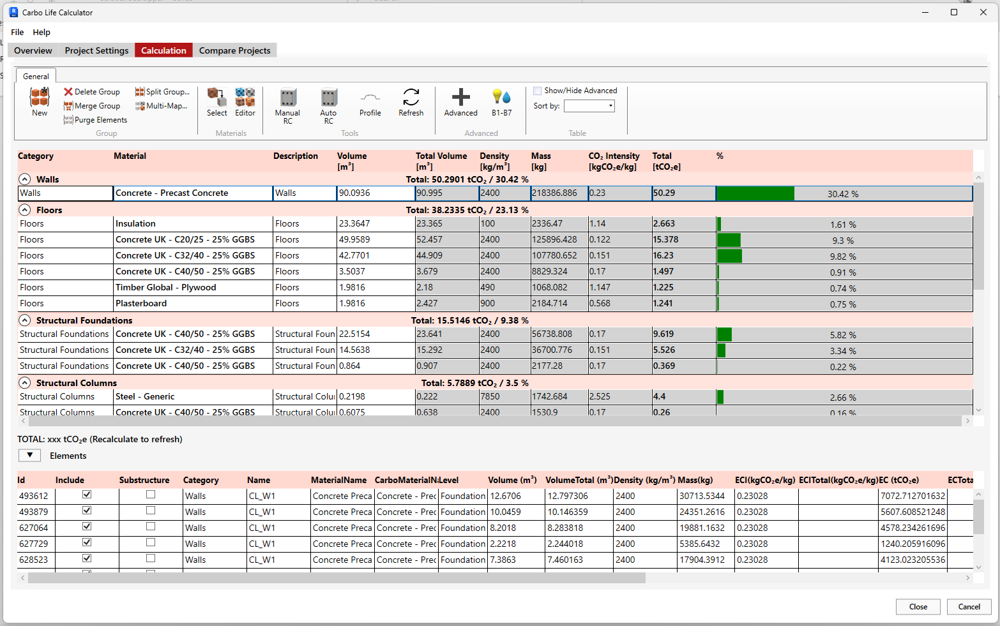 Carbo Life Calculator
File Help
Overview Project Settings Calculation Compare Projects
General
New
Delete Group
Merge Group
Purge Elements
Split Group...
Multi-Map...
Group
Select Editor
Materials
Manual RC
Auto RC
Profile
Refresh
Tools
Advanced
B1-B7
Advanced
Show/Hide Advanced
Sort by:
Table
Category Material Description Volume [m³] Total Volume [m³] Density [kg/m³] Mass [kg] CO₂ Intensity [kgCO₂e/kg] Total [tCO₂e] %
Walls Total: 50.2901 tCO₂ / 30.42 %
Walls Concrete - Precast Concrete Walls 90.0936 90.995 2400 218386.886 0.23 50.29 30.42 %
Floors Total: 38.2335 tCO₂ / 23.13 %
Floors Insulation Floors 23.3647 23.365 100 2336.47 1.14 2.663 1.61 %
Floors Concrete UK - C20/25 - 25% GGBS Floors 49.9589 52.457 2400 125896.428 0.122 15.378 9.3 %
Floors Concrete UK - C32/40 - 25% GGBS Floors 42.7701 44.909 2400 107780.652 0.151 16.23 9.82 %
Floors Concrete UK - C40/50 - 25% GGBS Floors 3.5037 3.679 2400 8829.324 0.17 1.497 0.91 %
Floors Timber Global - Plywood Floors 1.9816 2.18 490 1068.082 1.147 1.225 0.74 %
Floors Plasterboard Floors 1.9816 2.427 900 2184.714 0.568 1.241 0.75 %
Structural Foundations Total: 15.5146 tCO₂ / 9.38 %
Structural Foundations Concrete UK - C40/50 - 25% GGBS Structural Foun 22.5154 23.641 2400 56738.808 0.17 9.619 5.82 %
Structural Foundations Concrete UK - C32/40 - 25% GGBS Structural Foun 14.5638 15.292 2400 36700.776 0.151 5.526 3.34 %
Structural Foundations Concrete UK - C40/50 - 25% GGBS Structural Foun 0.864 0.907 2400 2177.28 0.17 0.369 0.22 %
Structural Columns Total: 5.7889 tCO₂ / 3.5 %
Structural Columns Steel - Generic Structural Colu 0.2198 0.222 7850 1742.684 2.525 4.4 2.66 %
Structural Columns Concrete UK - C40/50 - 25% GGBS Structural Colu 0.6075 0.638 2400 1530.9 0.17 0.26 0.16 %
TOTAL: xxx tCO₂e (Recalculate to refresh)
Elements
Id Include Substructure Category Name MaterialName CarboMaterialNa Level Volume (m³) VolumeTotal (m³) Density (kg/m³) Mass(kg) ECI(kgCO₂e/kg) ECITotal(kgCO₂e/kg) EC (tCO₂e) ECTota
493612 Walls CL_W1 Concrete Preca Concrete - Prec Foundation 12.6706 12.797306 2400 30713.5344 0.23028 7072.712701632
493879 Walls CL_W1 Concrete Preca Concrete - Prec Foundation 10.0459 10.146359 2400 24351.2616 0.23028 5607.608521248
627064 Walls CL_W1 Concrete Preca Concrete - Prec Foundation 8.2018 8.283818 2400 19881.1632 0.23028 4578.234261696
627729 Walls CL_W1 Concrete Preca Concrete - Prec Foundation 2.2218 2.244018 2400 5385.6432 0.23028 1240.205916096
628523 Walls CL_W1 Concrete Preca Concrete - Prec Foundation 7.3863 7.460163 2400 17904.3912 0.23028 4123.023205536
Close Cancel